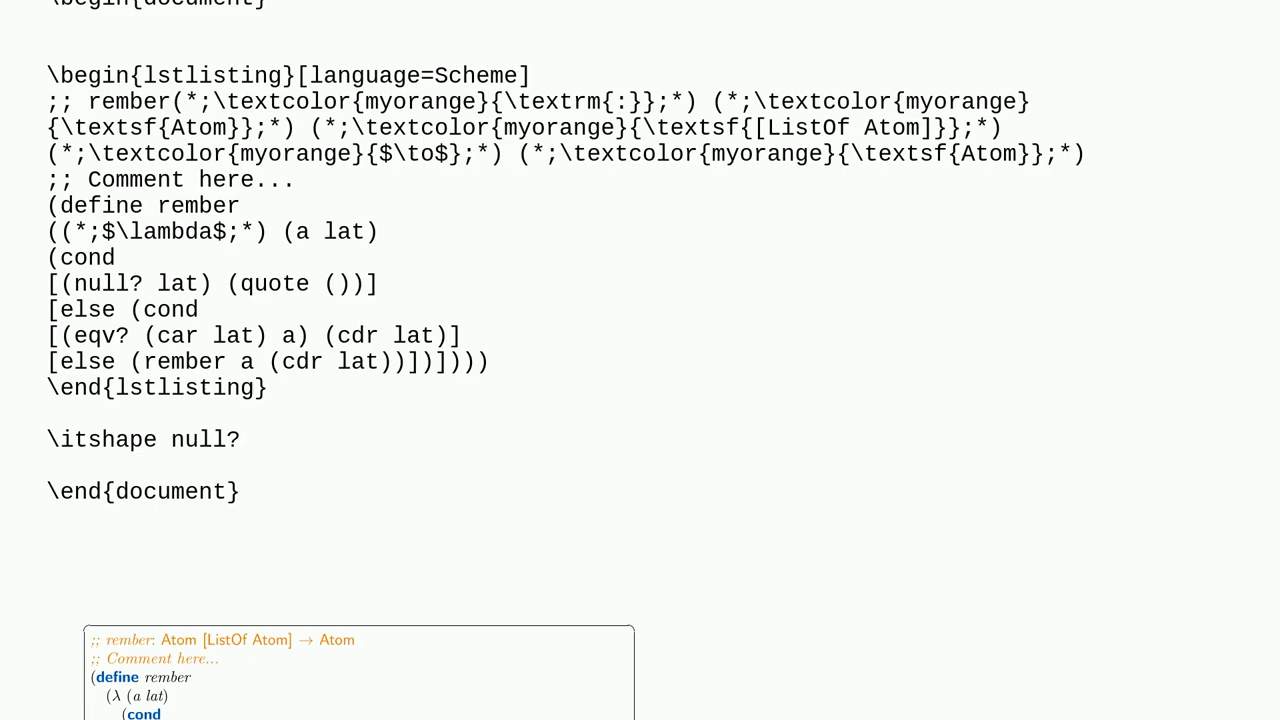 \begin{document}
\begin{lstlisting}[language=Scheme]
;; rember(*;\textcolor{myorange}{\textrm{:}};*) (*;\textcolor{myorange}
{\textsf{Atom}};*) (*;\textcolor{myorange}{\textsf{[ListOf Atom]}};*)
(*;\textcolor{myorange}{$\to$};*) (*;\textcolor{myorange}{\textsf{Atom}};*)
;; Comment here...
(define rember
((*;$\lambda$;*) (a lat)
(cond
[(null? lat) (quote ())]
[else (cond
[(eqv? (car lat) a) (cdr lat)]
[else (rember a (cdr lat))])]))) 
\end{lstlisting}
\itshape null?
\end{document}
;; rember: Atom [ListOf Atom] → Atom
;; Comment here...
(define rember
(λ (a lat)
(cond